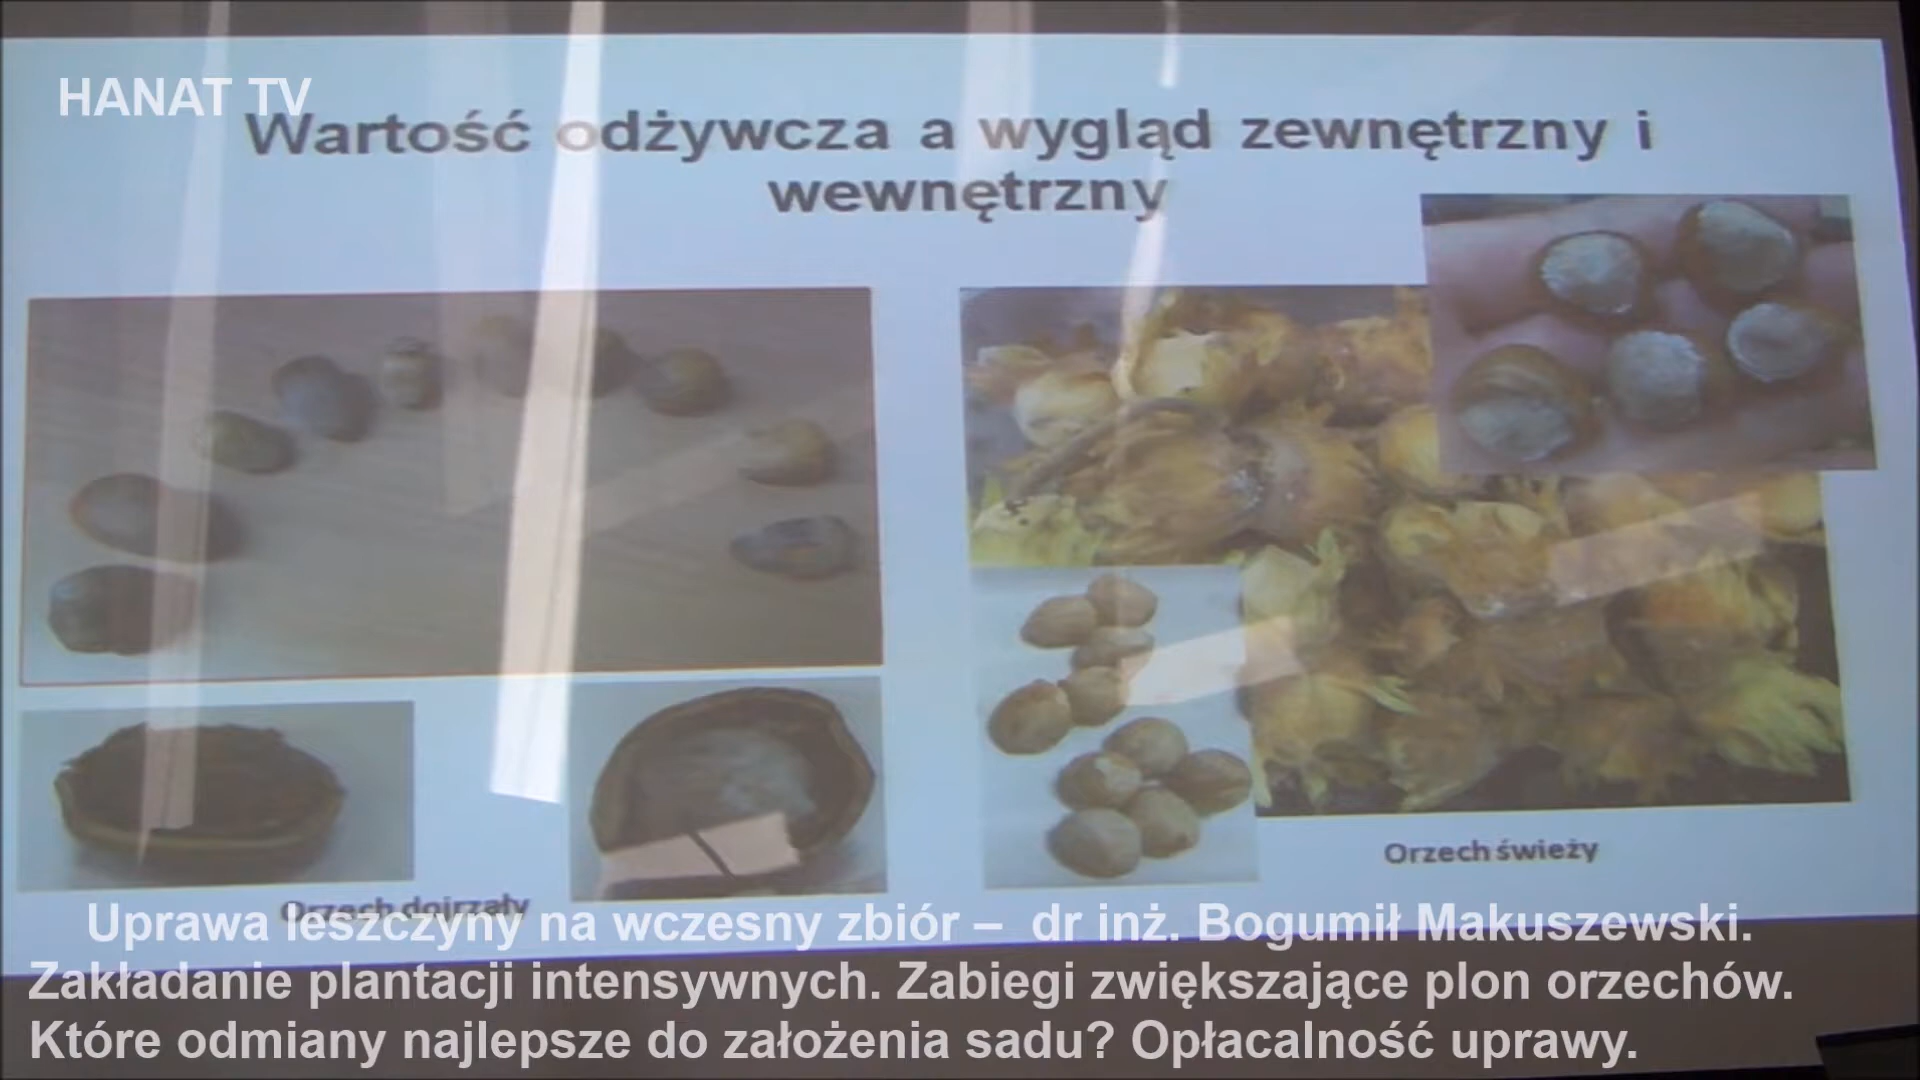 HANAT TV
Wartość odżywcza a wygląd zewnętrzny i
wewnętrzny
Orzech świeży
Orzech dojrzały
Uprawa leszczyny na wczesny zbiór – dr inż. Bogumił Makuszewski.
Zakładanie plantacji intensywnych. Zabiegi zwiększające plon orzechów.
Które odmiany najlepsze do założenia sadu? Opłacalność uprawy.